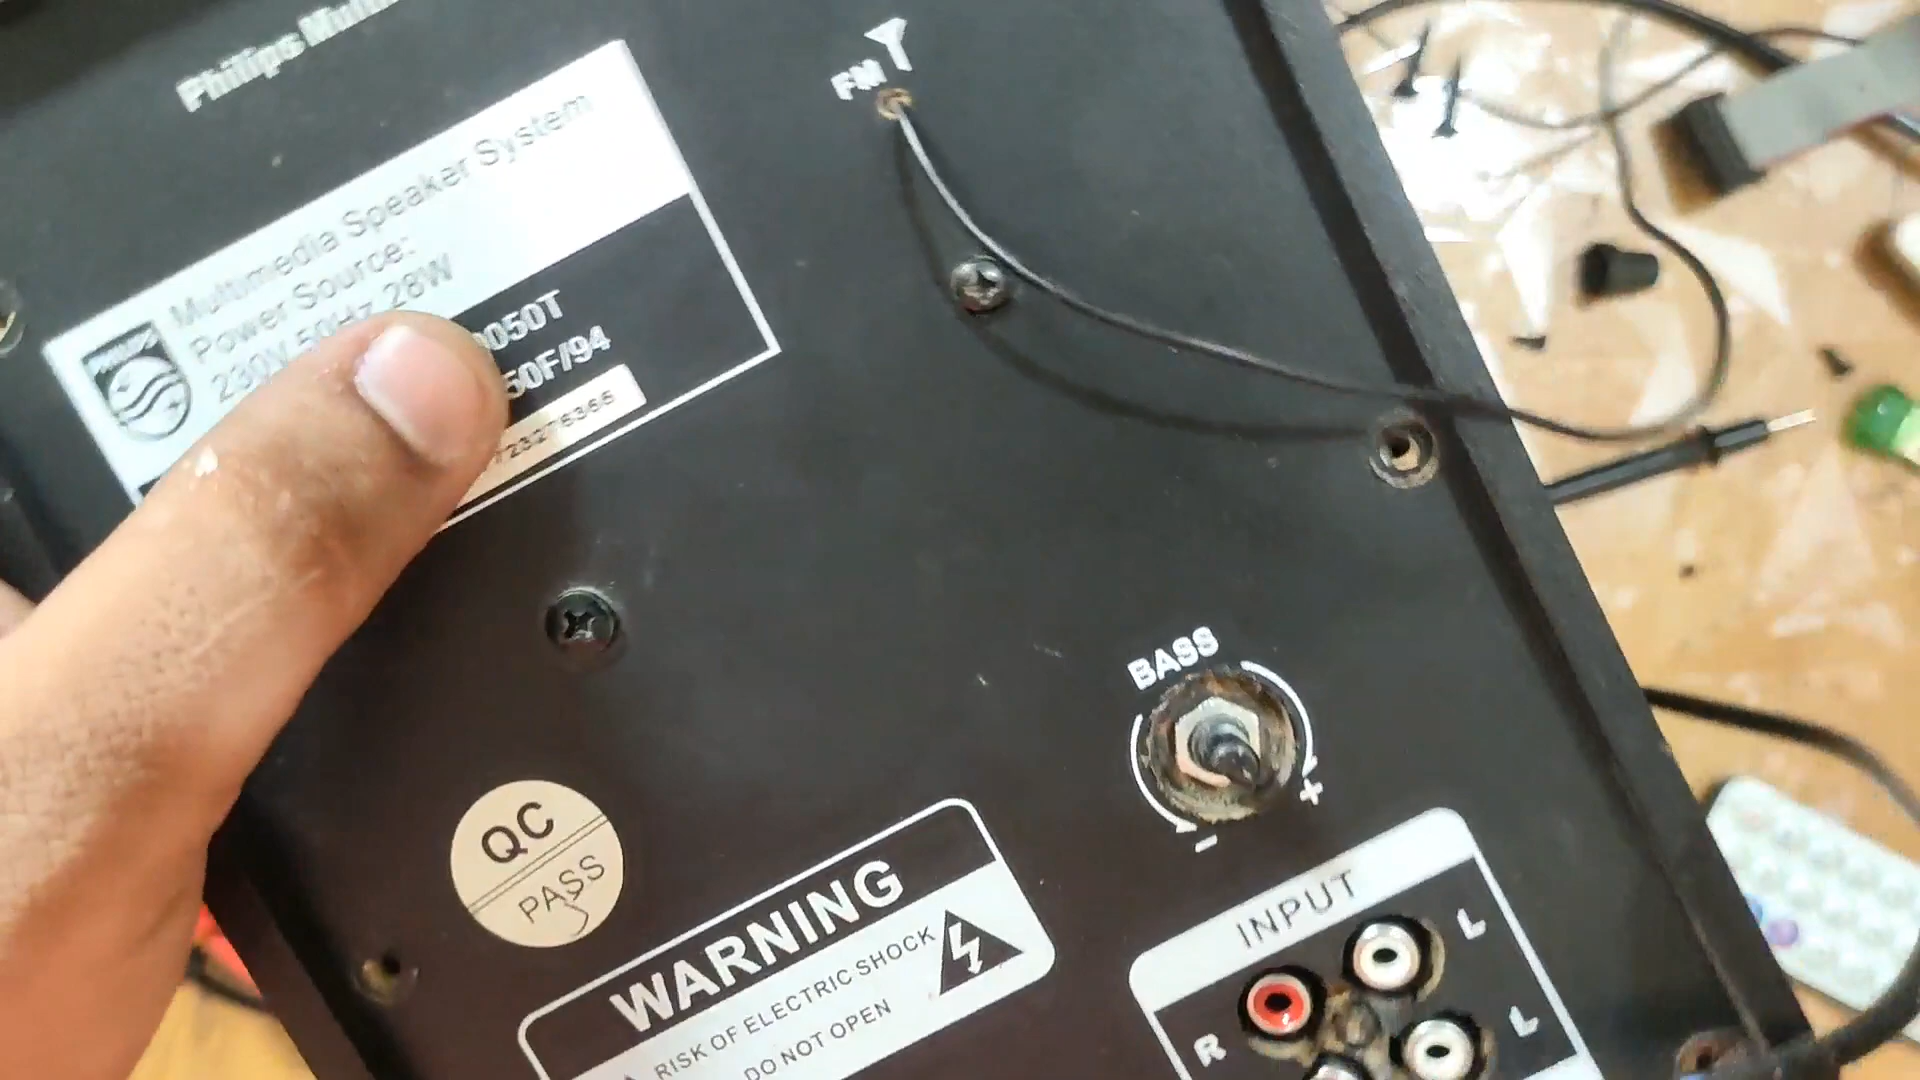 Philips
FM
Multimedia Speaker System
Power Source:
230V 50Hz 28W
PHILIPS
050T
50F/94
BASS
+
-
QC
PASS
WARNING
RISK OF ELECTRIC SHOCK
DO NOT OPEN
INPUT
L
R
L